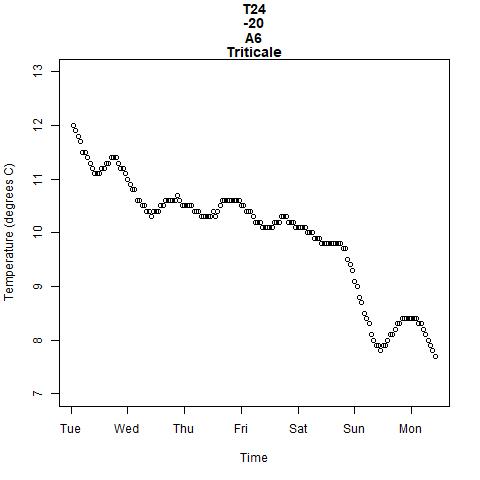 T24
-20
A6
Triticale
Temperature (degrees C)
13
12
11
10
9
8
7
Tue Wed Thu Fri Sat Sun Mon
Time